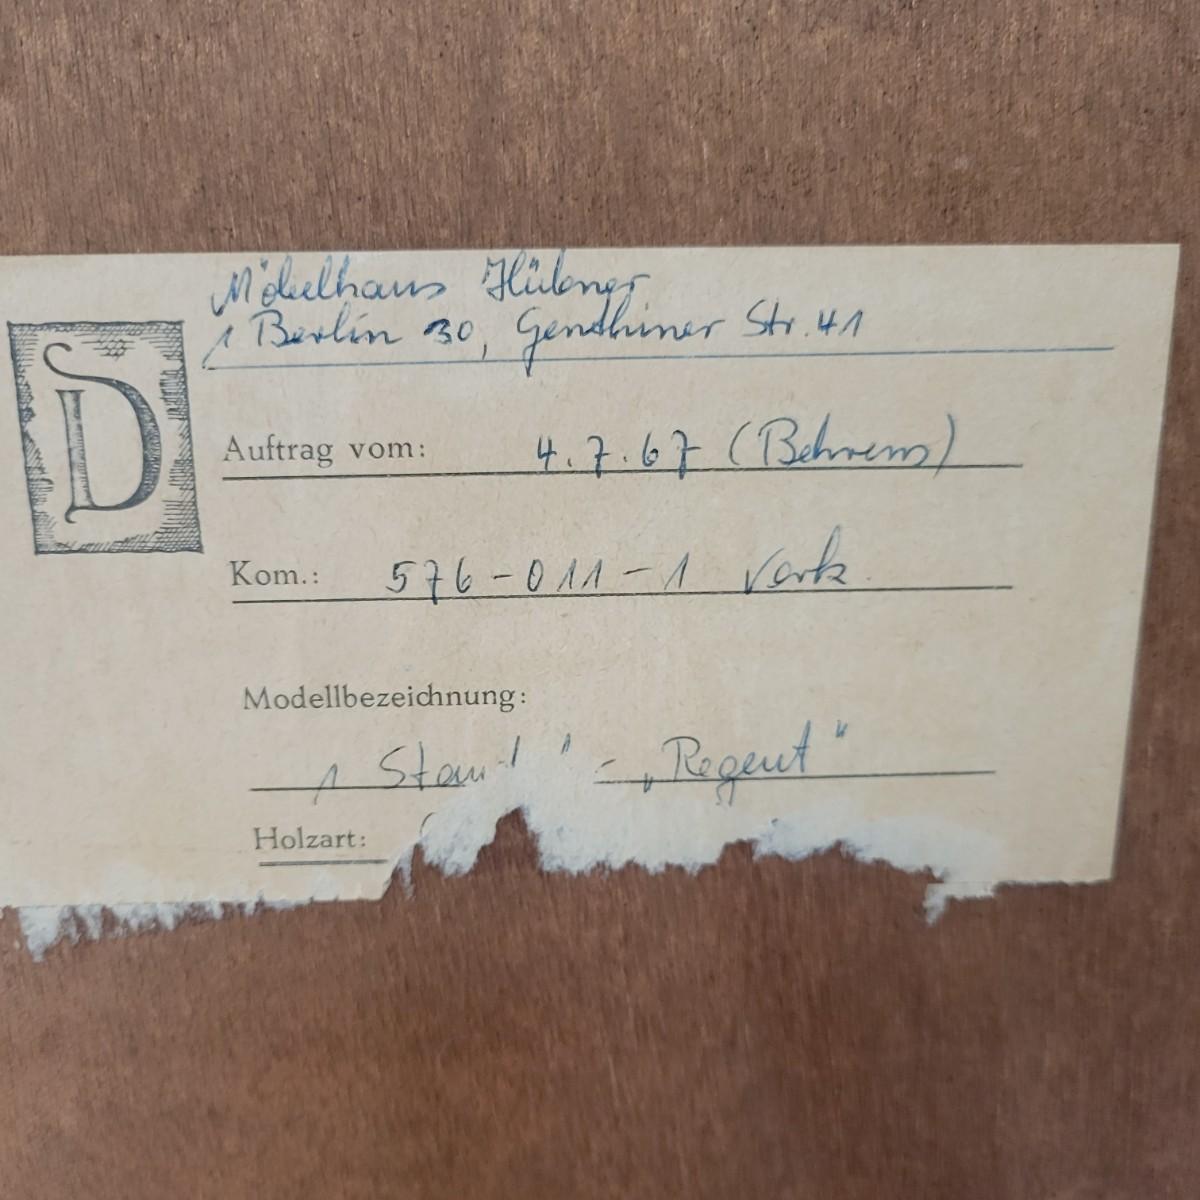 Möbelhaus Hübner
1 Berlin 30, Genthiner Str. 41
D
Auftrag vom: 4.7.67 (Behrens)
Kom.: 576-011-1 Verk.
Modellbezeichnung:
1 - „Regent“
Holzart: